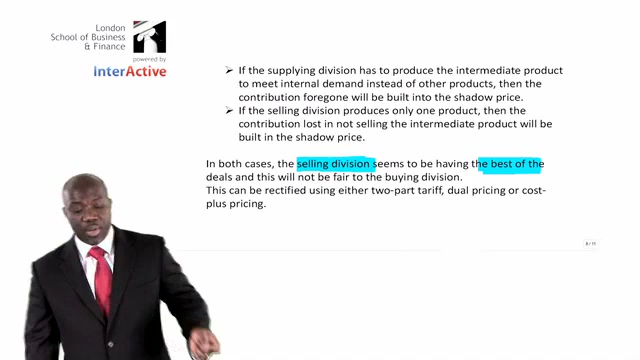 London
School of Business
& Finance
powered by
InterActive
➢ If the supplying division has to produce the intermediate product
to meet internal demand instead of other products, then the
contribution foregone will be built into the shadow price.
➢ If the selling division produces only one product, then the
contribution lost in not selling the intermediate product will be
built in the shadow price.
In both cases, the selling division seems to be having the best of the
deals and this will not be fair to the buying division.
This can be rectified using either two-part tariff, dual pricing or cost-
plus pricing.
8 / 11